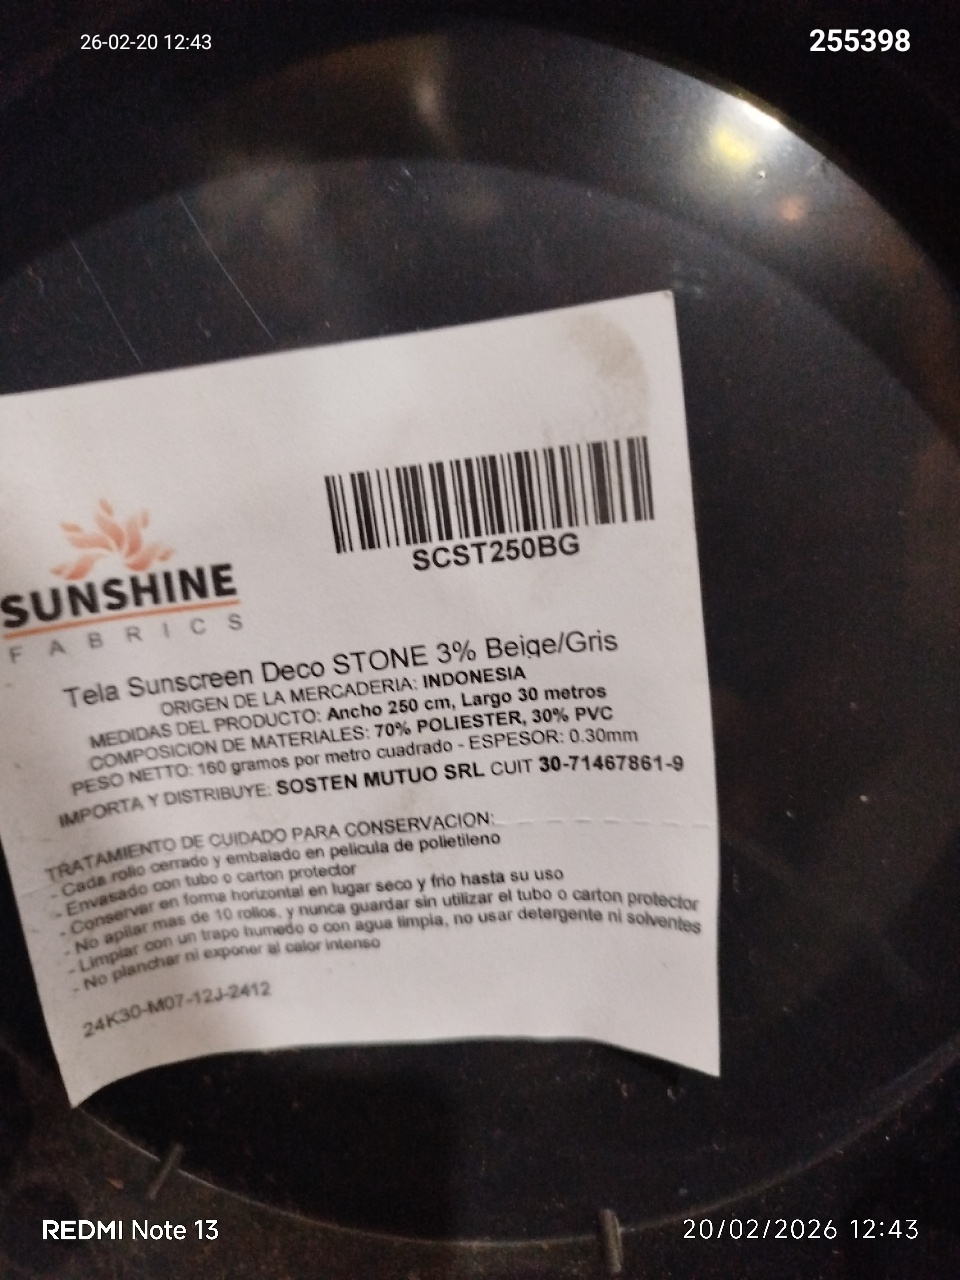 26-02-20 12:43
255398
SCST250BG
SUNSHINE
FABRICS
Tela Sunscreen Deco STONE 3% Beige/Gris
ORIGEN DE LA MERCADERIA: INDONESIA
MEDIDAS DEL PRODUCTO: Ancho 250 cm, Largo 30 metros
COMPOSICION DE MATERIALES: 70% POLIESTER, 30% PVC
PESO NETTO: 160 gramos por metro cuadrado - ESPESOR: 0.30mm
IMPORTA Y DISTRIBUYE: SOSTEN MUTUO SRL CUIT 30-71467861-9
TRATAMIENTO DE CUIDADO PARA CONSERVACION:
- Cada rollo cerrado y embalado en pelicula de polietileno
- Envasado con tubo o carton protector
- Conservar en forma horizontal en lugar seco y frio hasta su uso
- No apilar mas de 10 rollos, y nunca guardar sin utilizar el tubo o carton protector
- Limpiar con un trapo humedo o con agua limpia, no usar detergente ni solventes
- No planchar ni exponer al calor intenso
24K30-M07-12J-2412
REDMI Note 13
20/02/2026 12:43